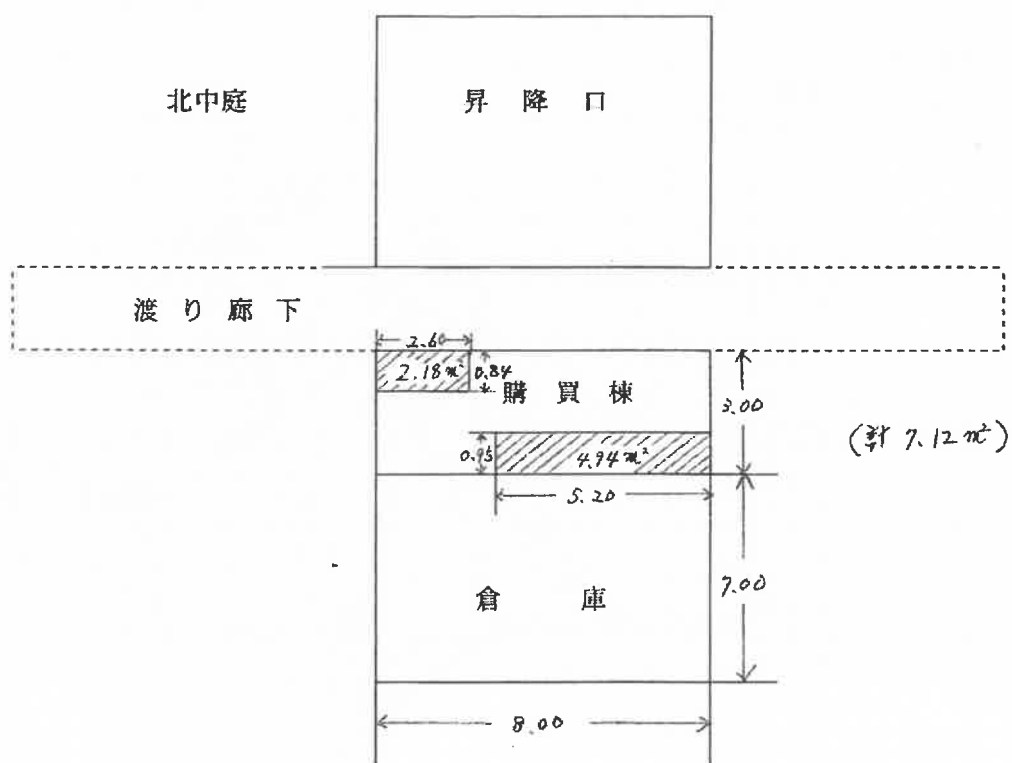 北中庭
昇降口
渡り廊下
2.60
2.18m²
0.84
購買棟
3.00
(計 7.12m²)
0.95
4.94m²
5.20
倉庫
7.00
8.00